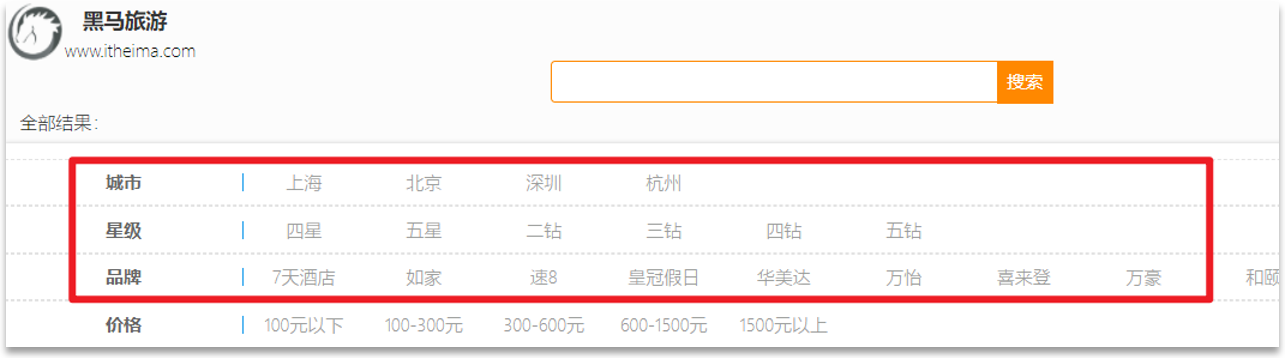 黑马旅游
www.itheima.com
搜索
全部结果：
城市 上海 北京 深圳 杭州
星级 四星 五星 二钻 三钻 四钻 五钻
品牌 7天酒店 如家 速8 皇冠假日 华美达 万怡 喜来登 万豪 和颐
价格 100元以下 100-300元 300-600元 600-1500元 1500元以上